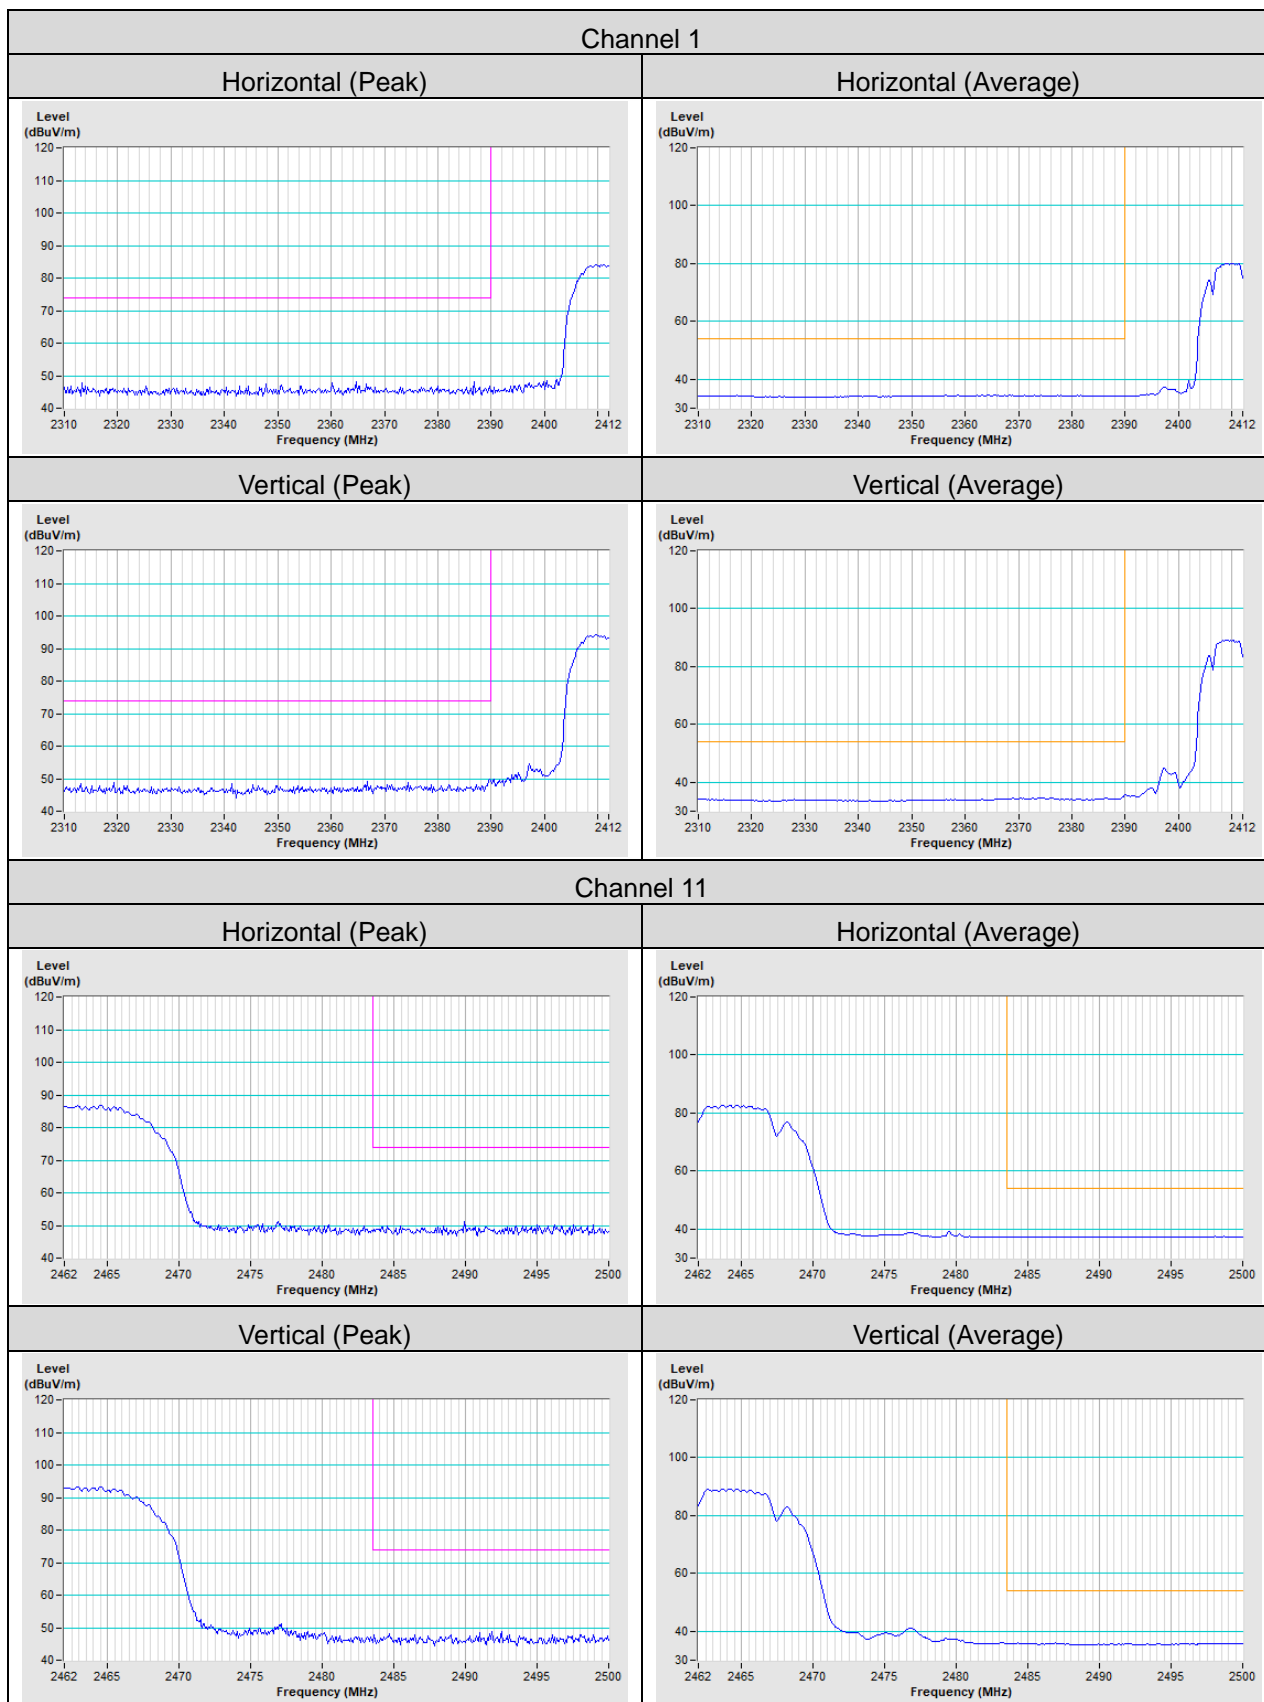 Channel 1
Horizontal (Peak) Horizontal (Average)
Level Level
(dBuV/m) (dBuV/m)
120 120
110
100 100
90
80 80
70
60 60
50
40 40
30
2310 2320 2330 2340 2350 2360 2370 2380 2390 2400 2412 2310 2320 2330 2340 2350 2360 2370 2380 2390 2400 2412
Frequency (MHz) Frequency (MHz)
Vertical (Peak) Vertical (Average)
Level Level
(dBuV/m) (dBuV/m)
120 120
110
100 100
90
80 80
70
60 60
50
40 40
30
2310 2320 2330 2340 2350 2360 2370 2380 2390 2400 2412 2310 2320 2330 2340 2350 2360 2370 2380 2390 2400 2412
Frequency (MHz) Frequency (MHz)
Channel 11
Horizontal (Peak) Horizontal (Average)
Level Level
(dBuV/m) (dBuV/m)
120 120
110
100 100
90
80 80
70
60 60
50
40 40
30
2462 2465 2470 2475 2480 2485 2490 2495 2500 2462 2465 2470 2475 2480 2485 2490 2495 2500
Frequency (MHz) Frequency (MHz)
Vertical (Peak) Vertical (Average)
Level Level
(dBuV/m) (dBuV/m)
120 120
110
100 100
90
80 80
70
60 60
50
40 40
30
2462 2465 2470 2475 2480 2485 2490 2495 2500 2462 2465 2470 2475 2480 2485 2490 2495 2500
Frequency (MHz) Frequency (MHz)